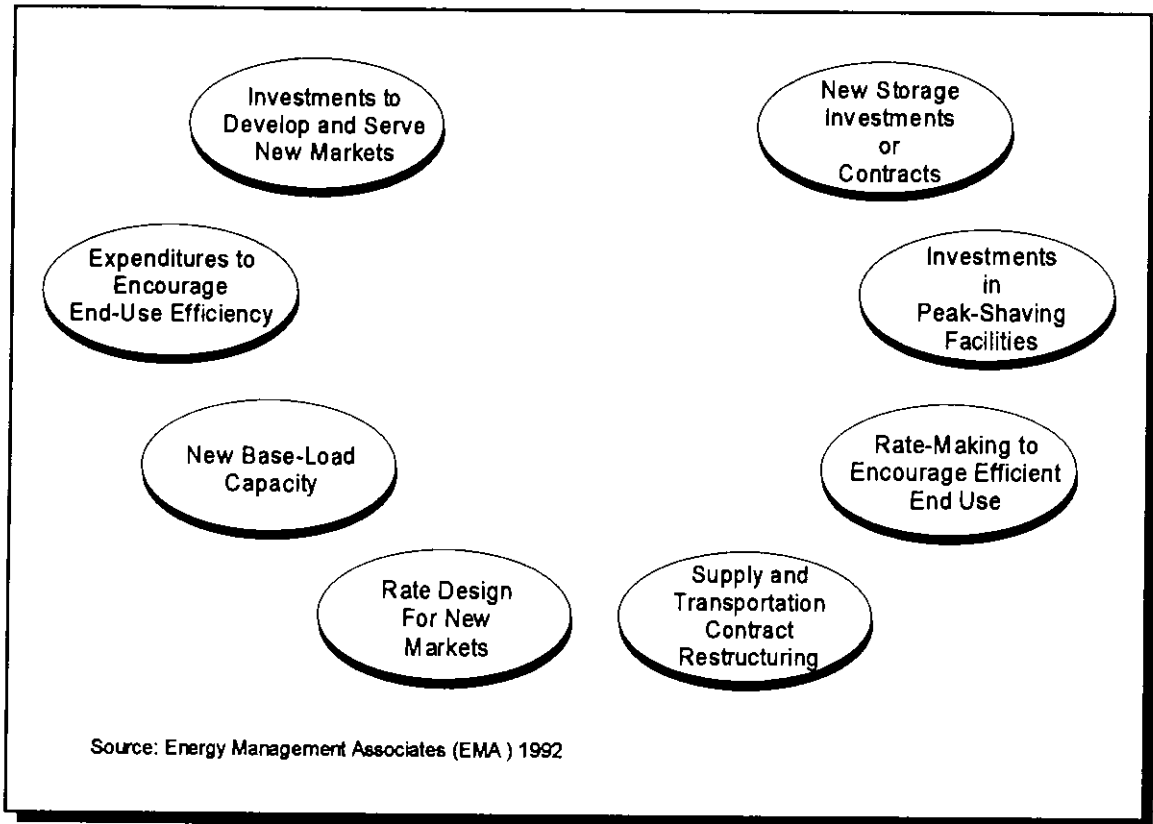 Investments to
Develop and Serve
New Markets
New Storage
Investments
or
Contracts
Expenditures to
Encourage
End-Use Efficiency
Investments
in
Peak-Shaving
Facilities
New Base-Load
Capacity
Rate-Making to
Encourage Efficient
End Use
Rate Design
For New
Markets
Supply and
Transportation
Contract
Restructuring
Source: Energy Management Associates (EMA ) 1992